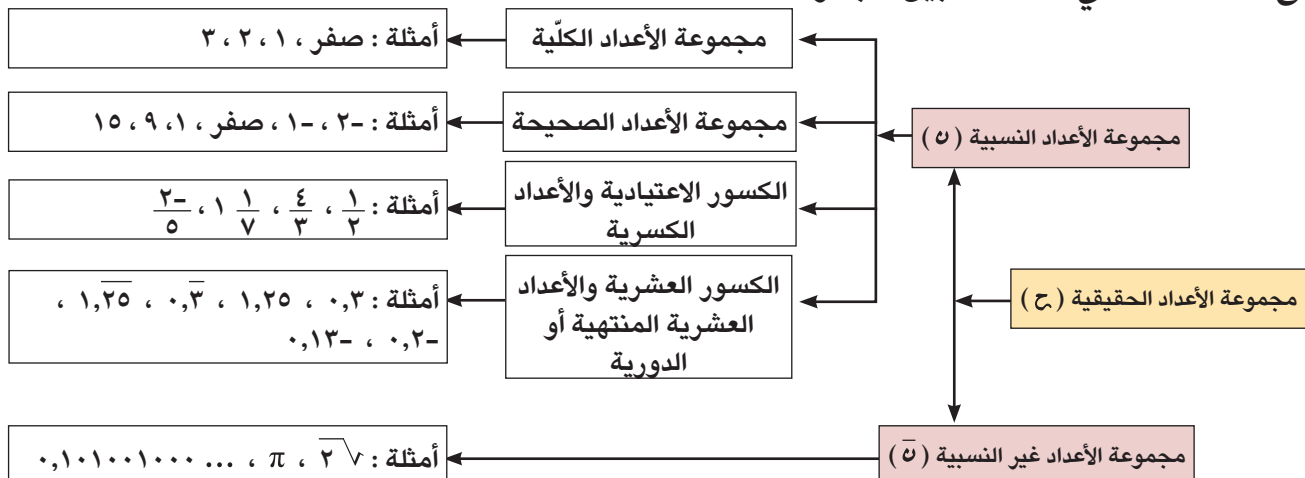 مجموعة الأعداد الحقيقية (ح)
مجموعة الأعداد النسبية (ن)
مجموعة الأعداد الكلّية
أمثلة : صفر ، ١ ، ٢ ، ٣
مجموعة الأعداد الصحيحة
أمثلة : -٢ ، -١ ، صفر ، ١ ، ٩ ، ١٥
الكسور الاعتيادية والأعداد
الكسرية
أمثلة : ١/٢ ، ٤/٣ ، ١ ١/٧ ، -٢/٥
الكسور العشرية والأعداد
العشرية المنتهية أو
الدورية
أمثلة : ٠,٣ ، ١,٢٥ ، ٠,٣̅ ، ١,٢̅٥̅ ،
-٠,٢ ، -٠,١٣
مجموعة الأعداد غير النسبية (ن̅)
أمثلة : √٢ ، π ، ٠,١٠١٠٠١٠٠٠ ...